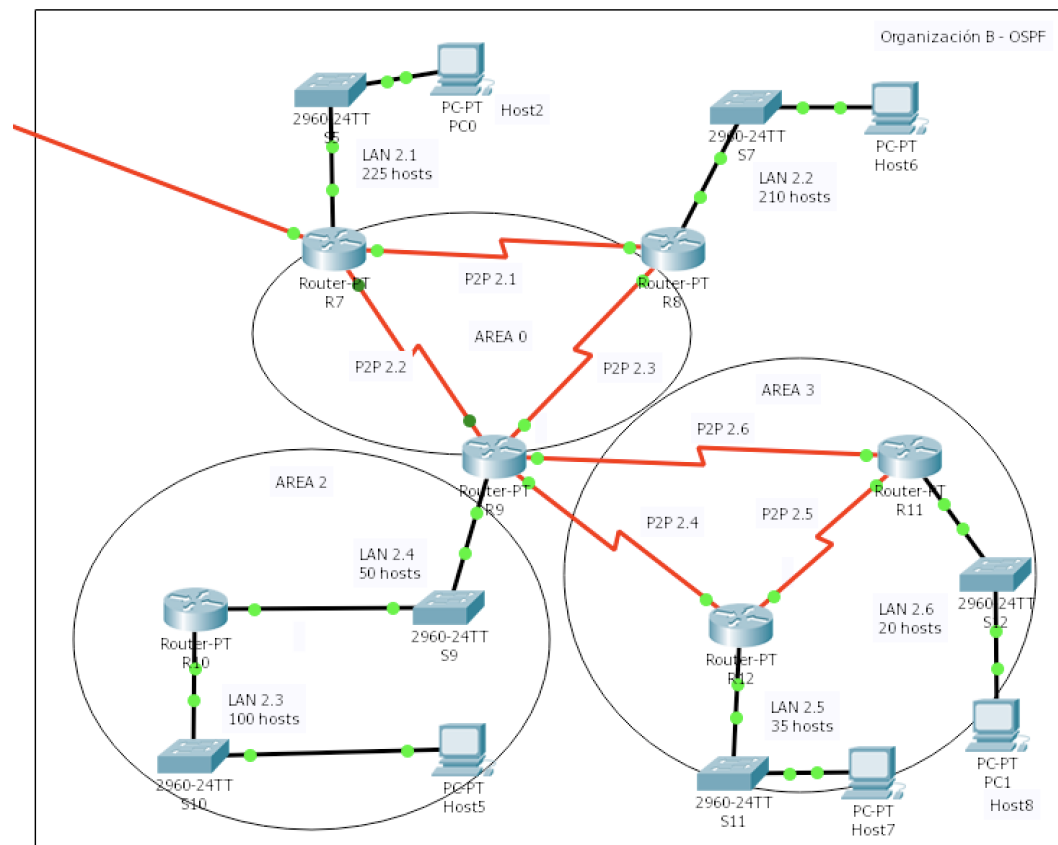 Organización B - OSPF
2960-24TT
S5
PC-PT
PC0
Host2
2960-24TT
S7
PC-PT
Host6
LAN 2.1
225 hosts
LAN 2.2
210 hosts
Router-PT
R7
P2P 2.1
Router-PT
R8
AREA 0
P2P 2.2
P2P 2.3
AREA 3
P2P 2.6
Router-PT
R9
Router-PT
R11
AREA 2
P2P 2.4
P2P 2.5
LAN 2.4
50 hosts
2960-24TT
S9
Router-PT
R10
LAN 2.6
20 hosts
2960-24TT
S12
Router-PT
R12
LAN 2.3
100 hosts
LAN 2.5
35 hosts
2960-24TT
S10
PC-PT
Host5
2960-24TT
S11
PC-PT
Host7
PC-PT
PC1
Host8